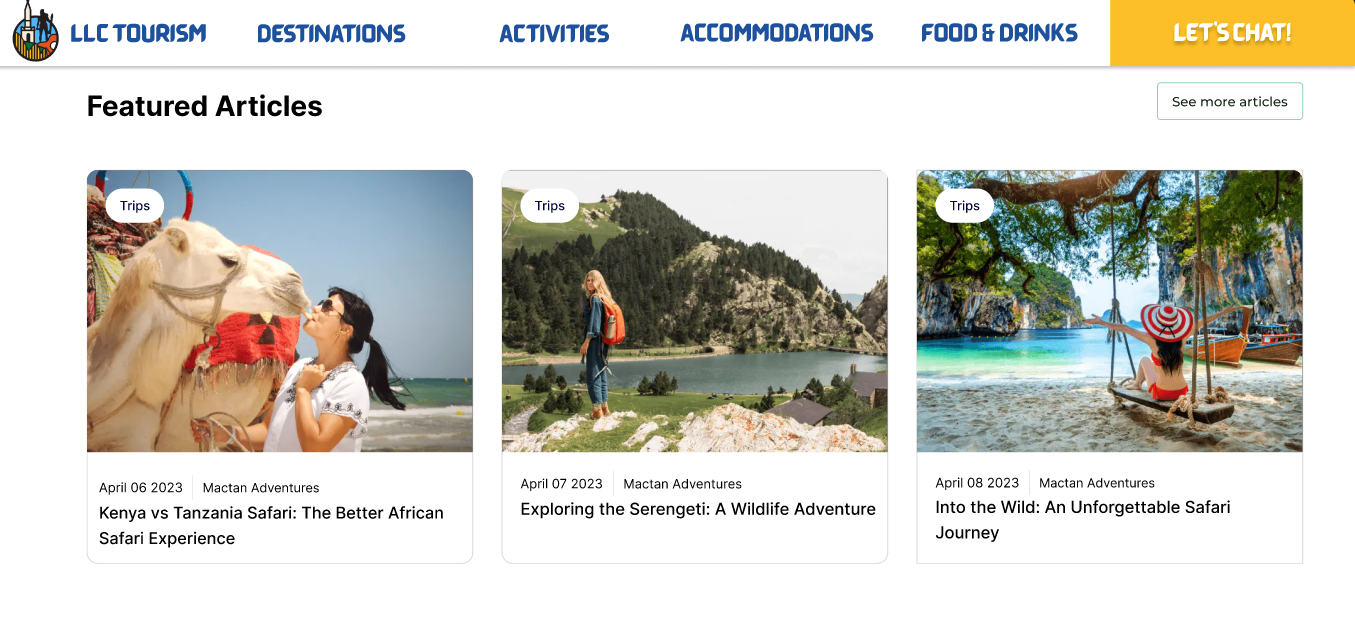 LLC TOURISM
DESTINATIONS
ACTIVITIES
ACCOMMODATIONS
FOOD & DRINKS
LET'S CHAT!
Featured Articles
See more articles
Trips
April 06 2023
Mactan Adventures
Kenya vs Tanzania Safari: The Better African
Safari Experience
Trips
April 07 2023
Mactan Adventures
Exploring the Serengeti: A Wildlife Adventure
Trips
April 08 2023
Mactan Adventures
Into the Wild: An Unforgettable Safari
Journey